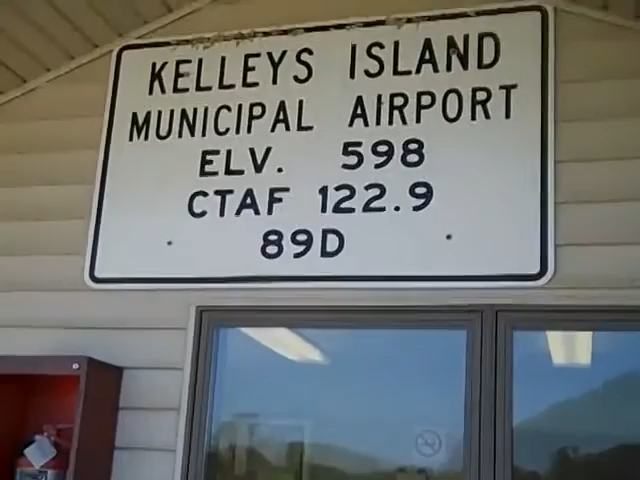 KELLEYS ISLAND
MUNICIPAL AIRPORT
ELV. 598
CTAF 122.9
89D